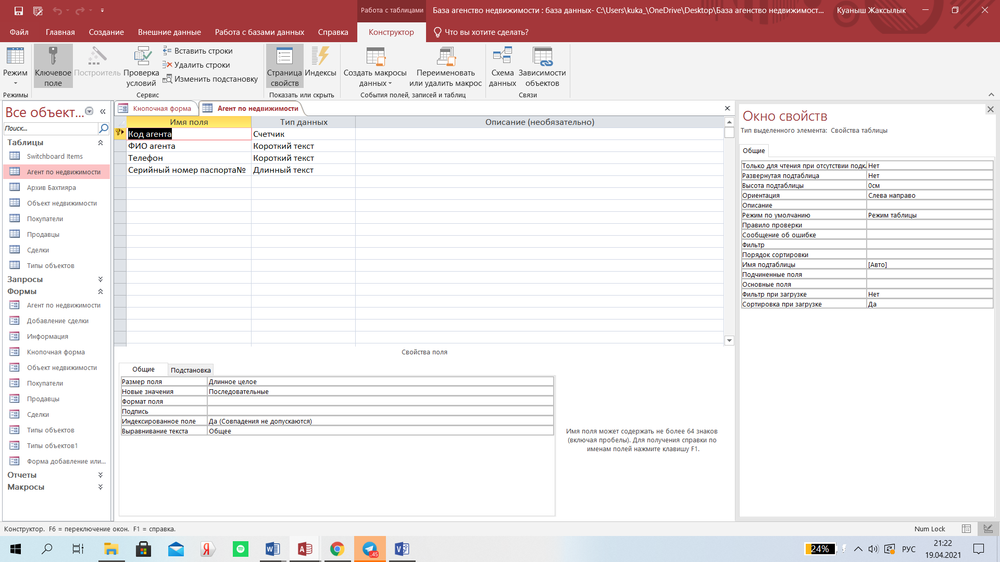 Работа с таблицами
База агенство недвижимости : база данных- C:\Users\kuka_\OneDrive\Desktop\База агенство недвижимост...
Куаныш Жаксылык
Файл
Главная
Создание
Внешние данные
Работа с базами данных
Справка
Конструктор
Что вы хотите сделать?
Режим
Ключевое поле
Построитель
Проверка условий
Вставить строки
Удалить строки
Изменить подстановку
Страница свойств
Индексы
Создать макросы данных
Переименовать или удалить макрос
Схема данных
Зависимости объектов
Режимы
Сервис
Показать или скрыть
События полей, записей и таблиц
Связи
Все объект...
Поиск...
Таблицы
Switchboard Items
Агент по недвижимости
Архив Бахтияра
Объект недвижимости
Покупатели
Продавцы
Сделки
Типы объектов
Запросы
Формы
Агент по недвижимости
Добавление сделки
Информация
Кнопочная форма
Объект недвижимости
Покупатели
Продавцы
Сделки
Типы объектов
Типы объектов1
Форма добавление или...
Отчеты
Макросы
Кнопочная форма
Агент по недвижимости
Имя поля
Тип данных
Описание (необязательно)
Код агента
Счетчик
ФИО агента
Короткий текст
Телефон
Короткий текст
Серийный номер паспорта№
Длинный текст
Свойства поля
Общие
Подстановка
Размер поля
Длинное целое
Новые значения
Последовательные
Формат поля
Подпись
Индексированное поле
Да (Совпадения не допускаются)
Выравнивание текста
Общее
Имя поля может содержать не более 64 знаков
(включая пробелы). Для получения справки по
именам полей нажмите клавишу F1.
Окно свойств
Тип выделенного элемента: Свойства таблицы
Общие
Только для чтения при отсутствии подкл
Нет
Развернутая подтаблица
Нет
Высота подтаблицы
0см
Ориентация
Слева направо
Описание
Режим по умолчанию
Режим таблицы
Правило проверки
Сообщение об ошибке
Фильтр
Порядок сортировки
Имя подтаблицы
[Авто]
Подчиненные поля
Основные поля
Фильтр при загрузке
Нет
Сортировка при загрузке
Да
Конструктор. F6 = переключение окон. F1 = справка.
Num Lock
24%
РУС
21:22
19.04.2021